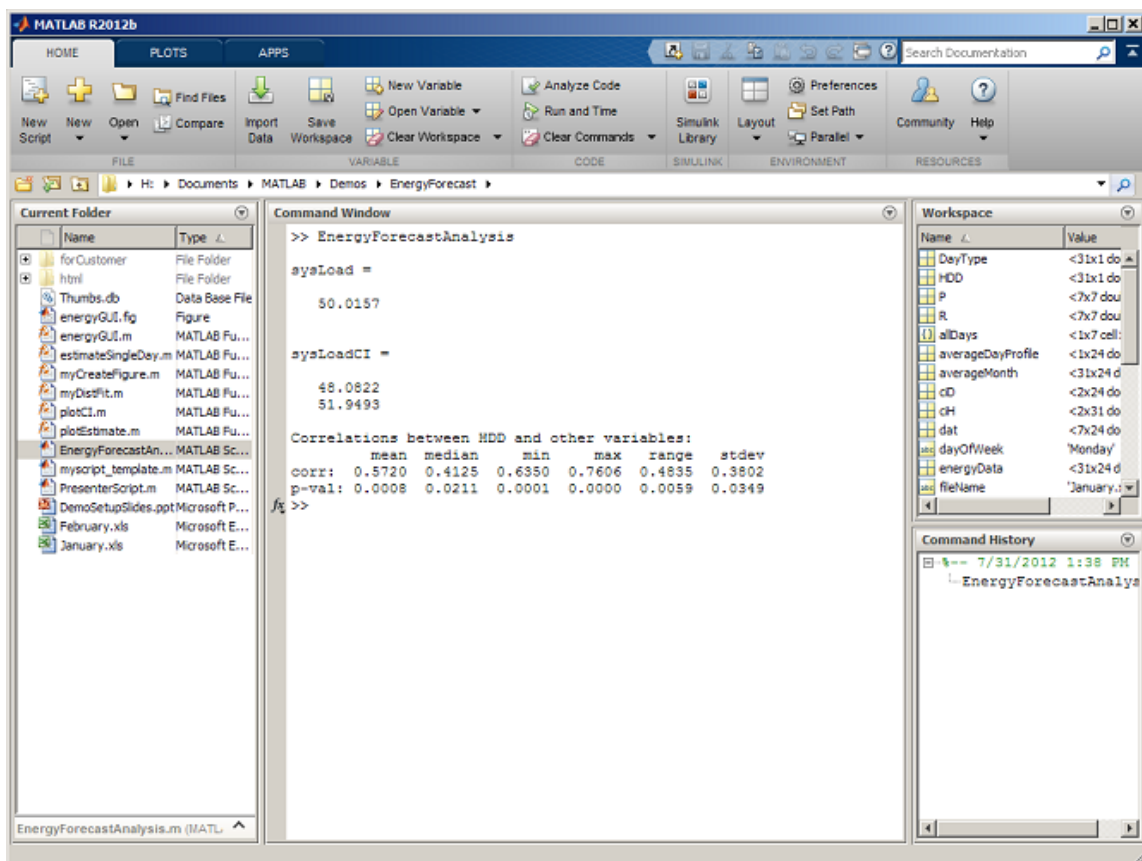 MATLAB R2012b
HOME PLOTS APPS
Search Documentation
New Script
New
Open
Find Files
Compare
FILE
Import Data
Save Workspace
New Variable
Open Variable
Clear Workspace
VARIABLE
Analyze Code
Run and Time
Clear Commands
CODE
Simulink Library
SIMULINK
Layout
Preferences
Set Path
Parallel
ENVIRONMENT
Community
Help
RESOURCES
H: Documents MATLAB Demos EnergyForecast
Current Folder
Name Type
forCustomer File Folder
html File Folder
Thumbs.db Data Base File
energyGUI.fig Figure
energyGUI.m MATLAB Fu...
estimateSingleDay.m MATLAB Fu...
myCreateFigure.m MATLAB Fu...
myDistFit.m MATLAB Fu...
plotCI.m MATLAB Fu...
plotEstimate.m MATLAB Fu...
EnergyForecastAn... MATLAB Sc...
myscript_template.m MATLAB Sc...
PresenterScript.m MATLAB Sc...
DemoSetupSlides.ppt Microsoft P...
February.xls Microsoft E...
January.xls Microsoft E...
EnergyForecastAnalysis.m (MATL
Command Window
>> EnergyForecastAnalysis
sysLoad =
50.0157
sysLoadCI =
48.0822
51.9493
Correlations between HDD and other variables:
mean median min max range stdev
corr: 0.5720 0.4125 0.6350 0.7606 0.4835 0.3802
p-val: 0.0008 0.0211 0.0001 0.0000 0.0059 0.0349
fx >>
Workspace
Name Value
DayType <31x1 do
HDD <31x1 do
P <7x7 dou
R <7x7 dou
allDays <1x7 cell:
averageDayProfile <1x24 do
averageMonth <31x24 d
ciD <2x24 do
ciH <2x31 do
dat <7x24 do
dayOfWeek 'Monday'
energyData <31x24 d
fileName 'January.
Command History
%-- 7/31/2012 1:38 PM
EnergyForecastAnalys